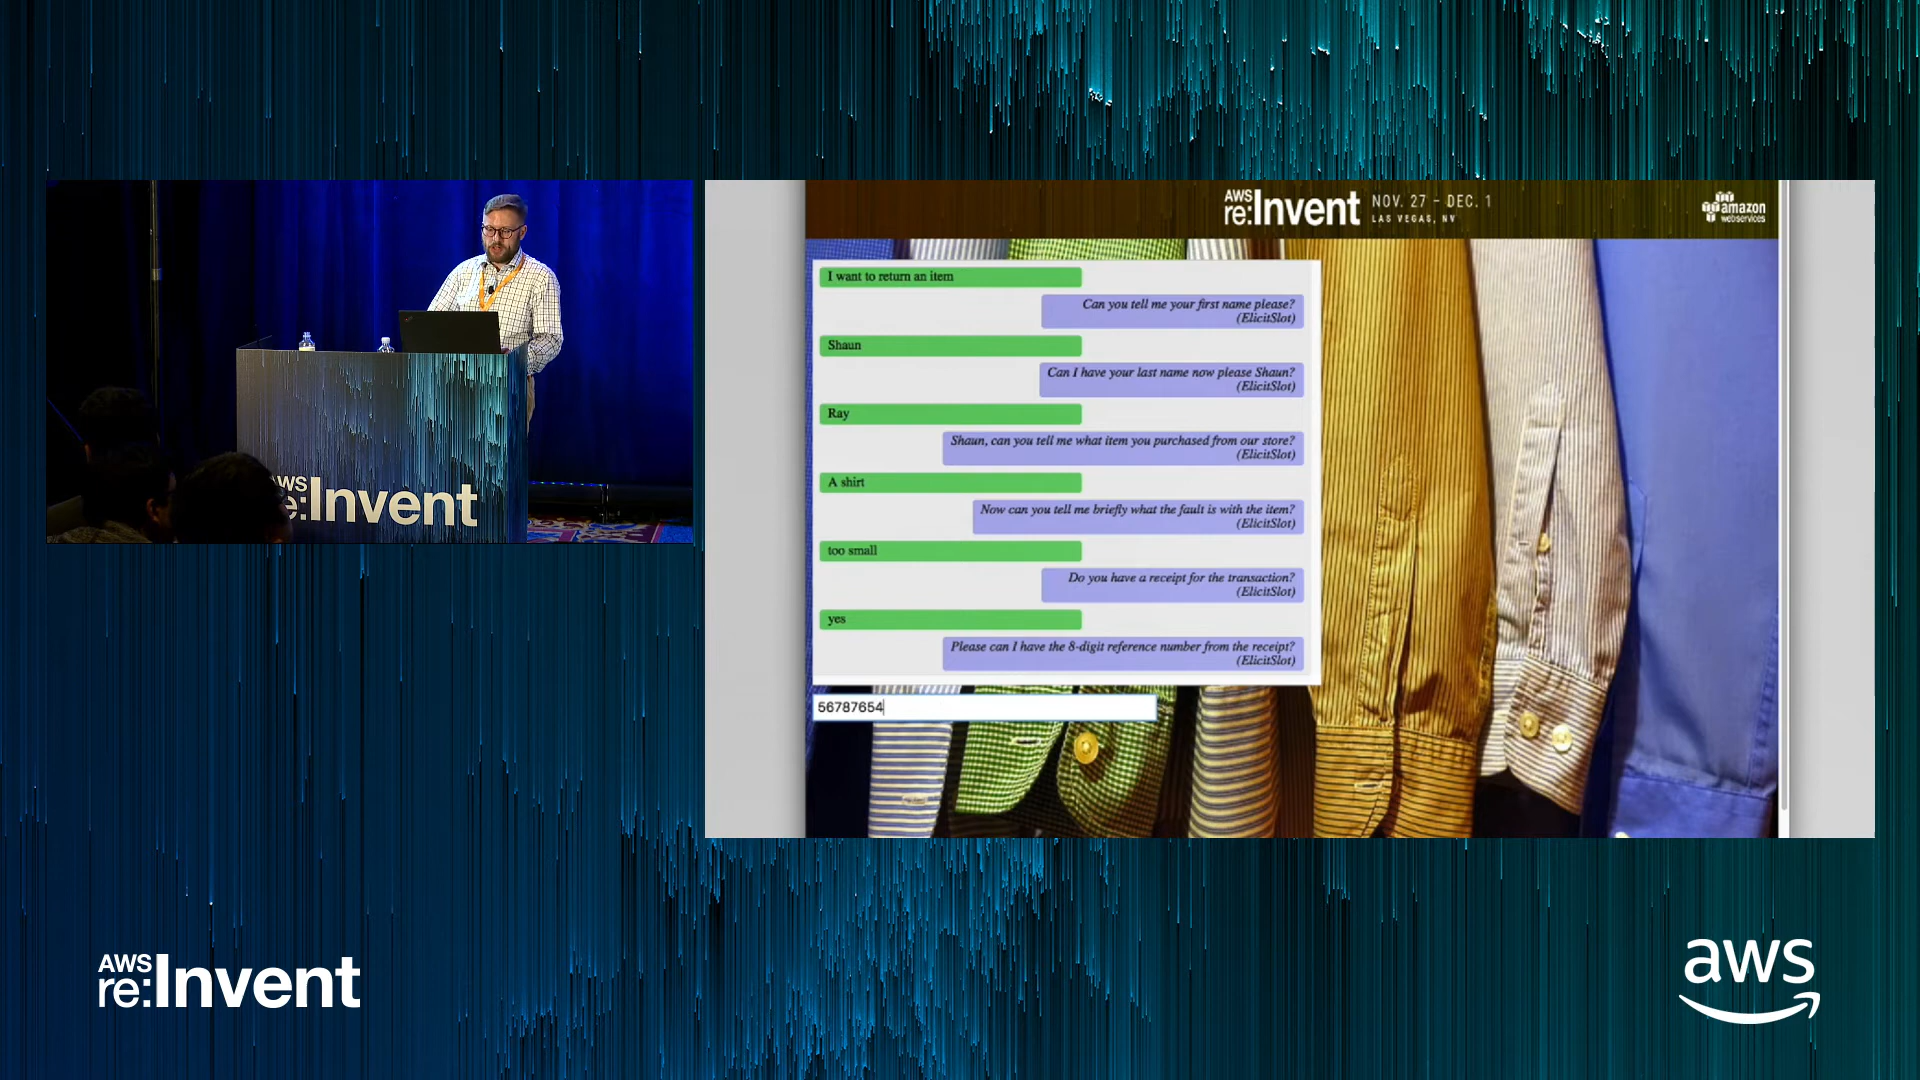 AWS
re:Invent
AWS
re:Invent
NOV. 27 – DEC. 1
LAS VEGAS, NV
amazon
webservices
I want to return an item
Can you tell me your first name please?
(ElicitSlot)
Shaun
Can I have your last name now please Shaun?
(ElicitSlot)
Ray
Shaun, can you tell me what item you purchased from our store?
(ElicitSlot)
A shirt
Now can you tell me briefly what the fault is with the item?
(ElicitSlot)
too small
Do you have a receipt for the transaction?
(ElicitSlot)
yes
Please can I have the 8-digit reference number from the receipt?
(ElicitSlot)
56787654
AWS
re:Invent
aws